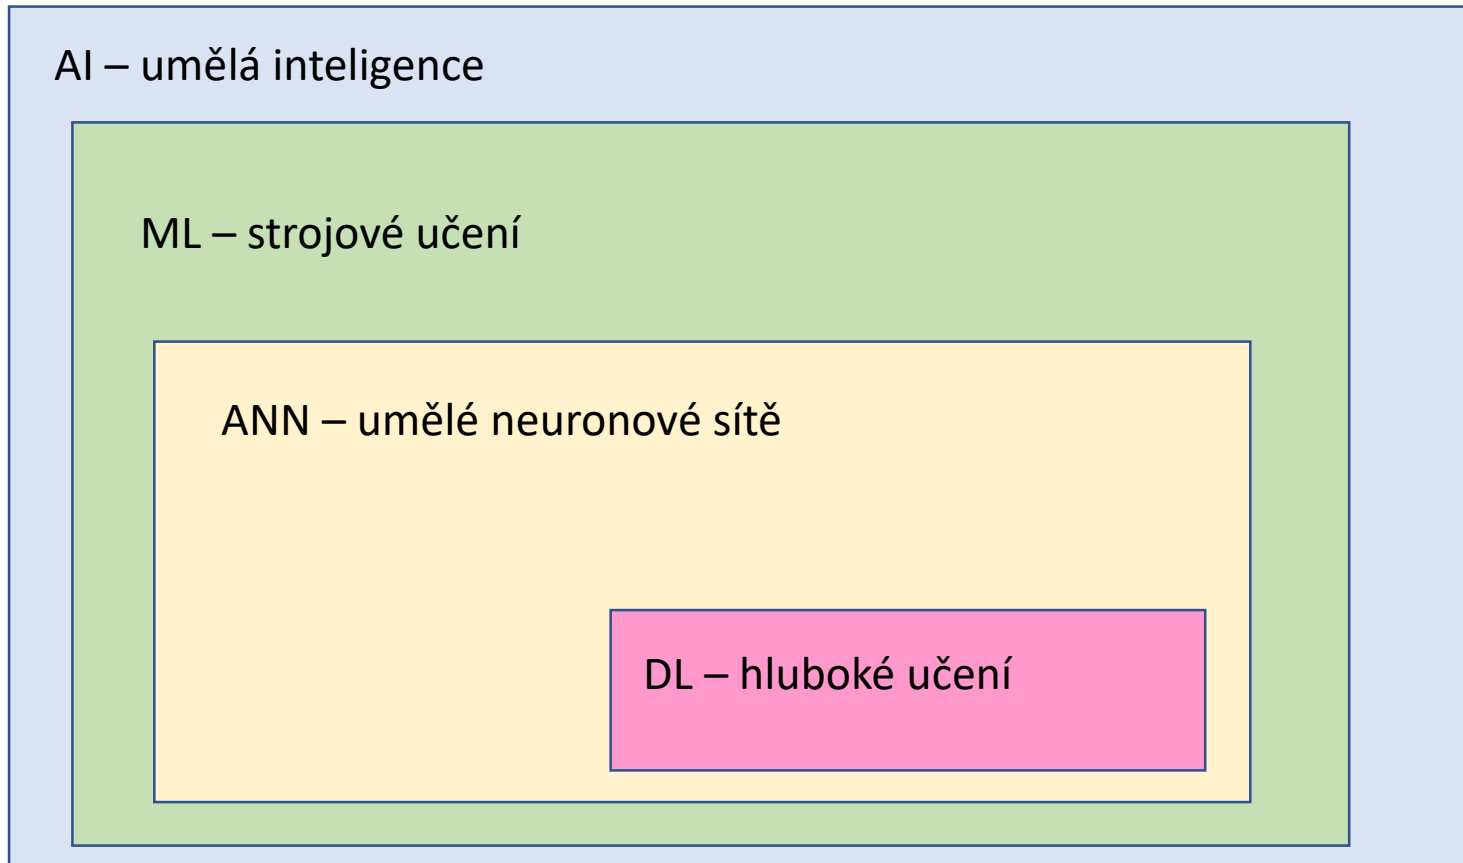 AI – umělá inteligence
ML – strojové učení
ANN – umělé neuronové sítě
DL – hluboké učení